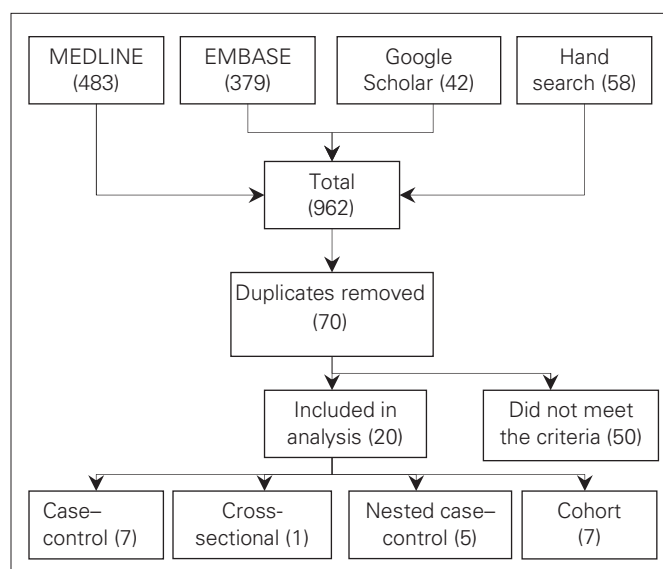 MEDLINE
(483)
EMBASE
(379)
Google
Scholar (42)
Hand
search (58)
Total
(962)
Duplicates removed
(70)
Included in
analysis (20)
Did not meet
the criteria (50)
Case–
control (7)
Cross-
sectional (1)
Nested case–
control (5)
Cohort
(7)